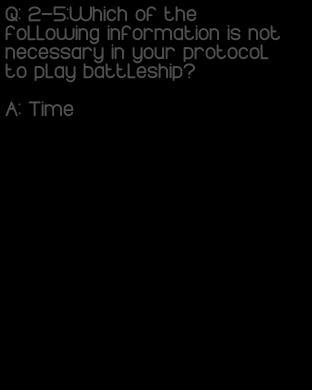 Q: 2-5:Which of the
following information is not
necessary in your protocol
to play battleship?
A: Time